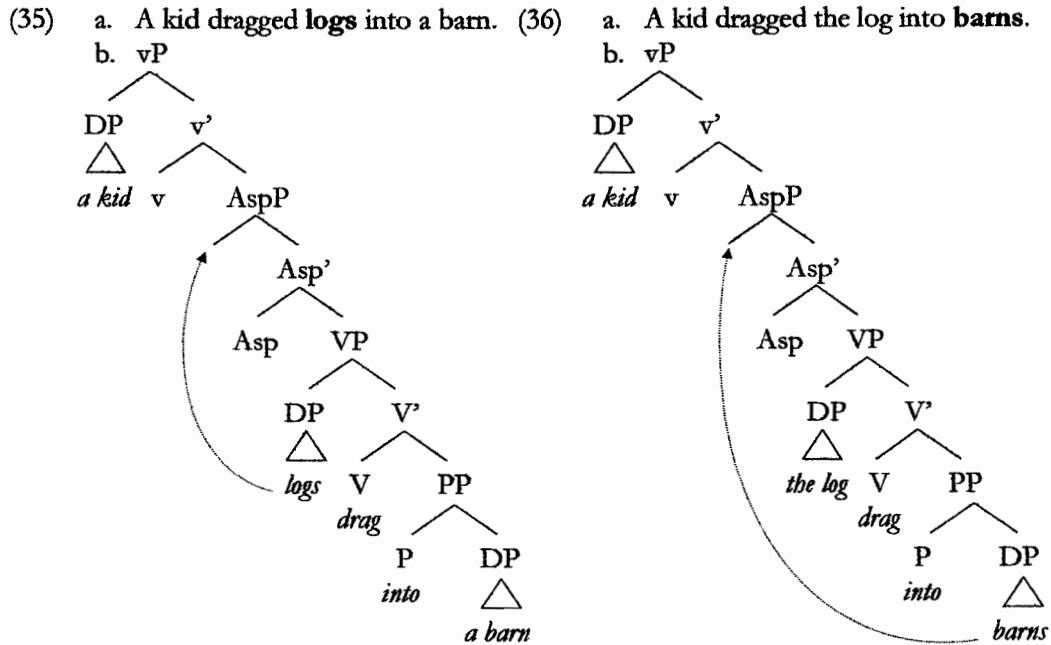 (35) a. A kid dragged logs into a barn. (36) a. A kid dragged the log into barns.
b. vP b. vP
DP v' DP v'
a kid v AspP a kid v AspP
Asp' Asp'
Asp VP Asp VP
DP V' DP V'
logs V PP the log V PP
drag drag
P DP P DP
into into
a barn barns